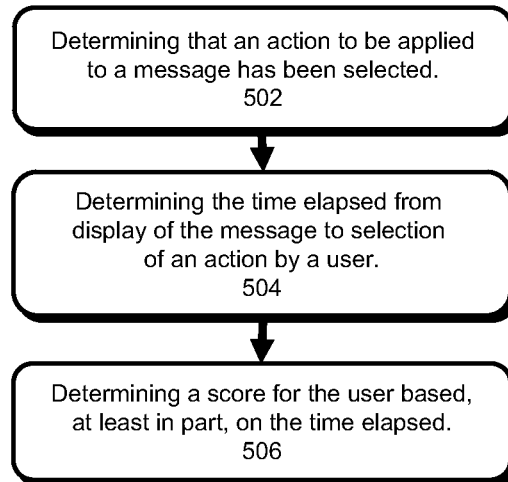 Determining that an action to be applied
to a message has been selected.
502
Determining the time elapsed from
display of the message to selection
of an action by a user.
504
Determining a score for the user based,
at least in part, on the time elapsed.
506